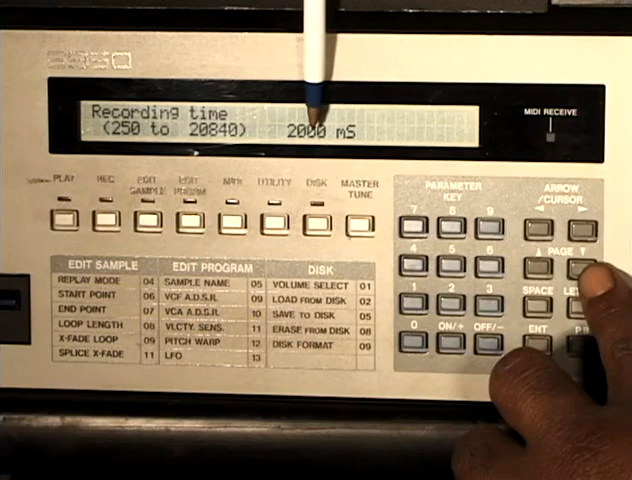 S950
Recording time
(250 to 20840) 2000 mS
MIDI RECEIVE
PLAY REC EDIT SAMPLE EDIT PROGRM MIDI UTILITY DISK MASTER TUNE
PARAMETER KEY
ARROW /CURSOR
7 8 9
4 5 6 PAGE
1 2 3 SPACE
0 ON/+ OFF/- ENT
EDIT SAMPLE EDIT PROGRAM DISK
REPLAY MODE 04 SAMPLE NAME 05 VOLUME SELECT 01
START POINT 06 VCF A.D.S.R. 09 LOAD FROM DISK 02
END POINT 07 VCA A.D.S.R. 10 SAVE TO DISK 05
LOOP LENGTH 08 VLCTY. SENS. 11 ERASE FROM DISK 08
X-FADE LOOP 09 PITCH WARP 12 DISK FORMAT 09
SPLICE X-FADE 11 LFO 13